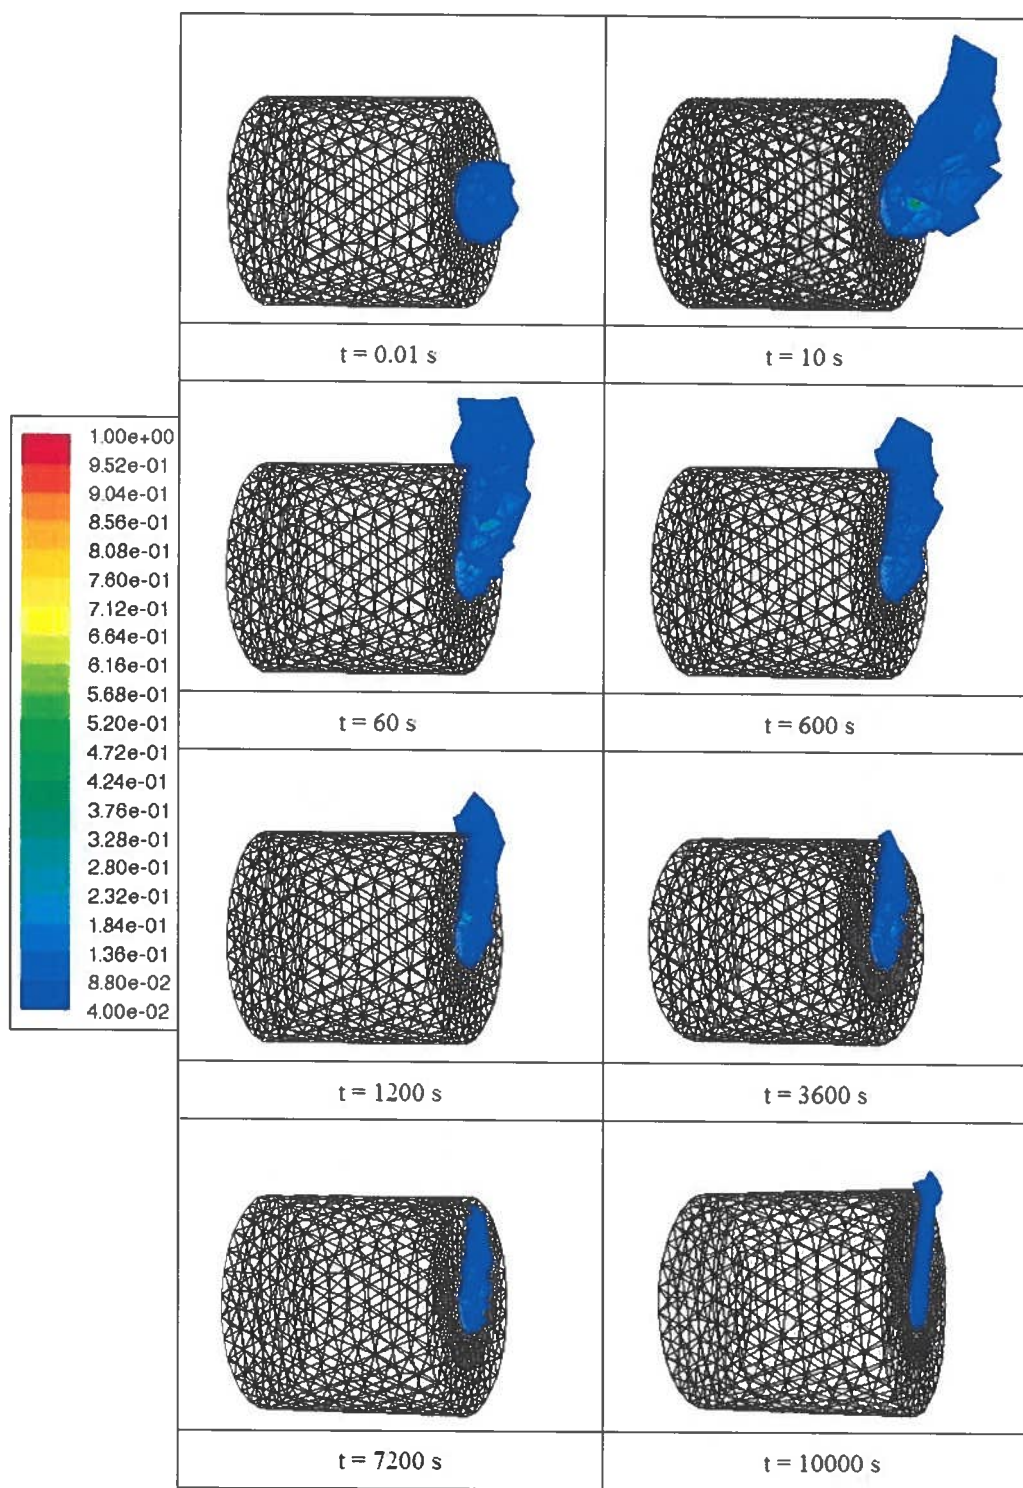 t = 0.01 s
t = 10 s
1.00e+00
9.52e-01
9.04e-01
8.56e-01
8.08e-01
7.60e-01
7.12e-01
6.64e-01
6.16e-01
5.68e-01
5.20e-01
4.72e-01
4.24e-01
3.76e-01
3.28e-01
2.80e-01
2.32e-01
1.84e-01
1.36e-01
8.80e-02
4.00e-02
t = 60 s
t = 600 s
t = 1200 s
t = 3600 s
t = 7200 s
t = 10000 s